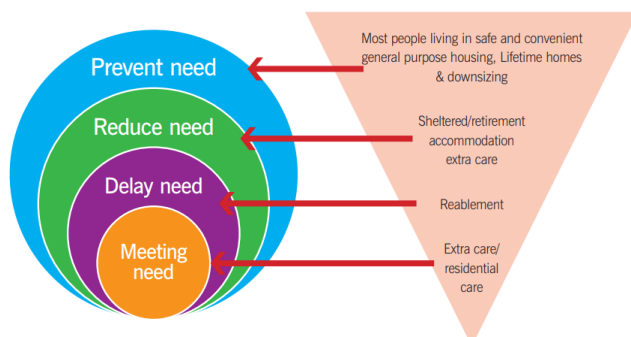 Most people living in safe and convenient
general purpose housing, Lifetime homes
& downsizing
Prevent need
Sheltered/retirement
accommodation
extra care
Reduce need
Delay need
Reablement
Meeting
need
Extra care/
residential
care